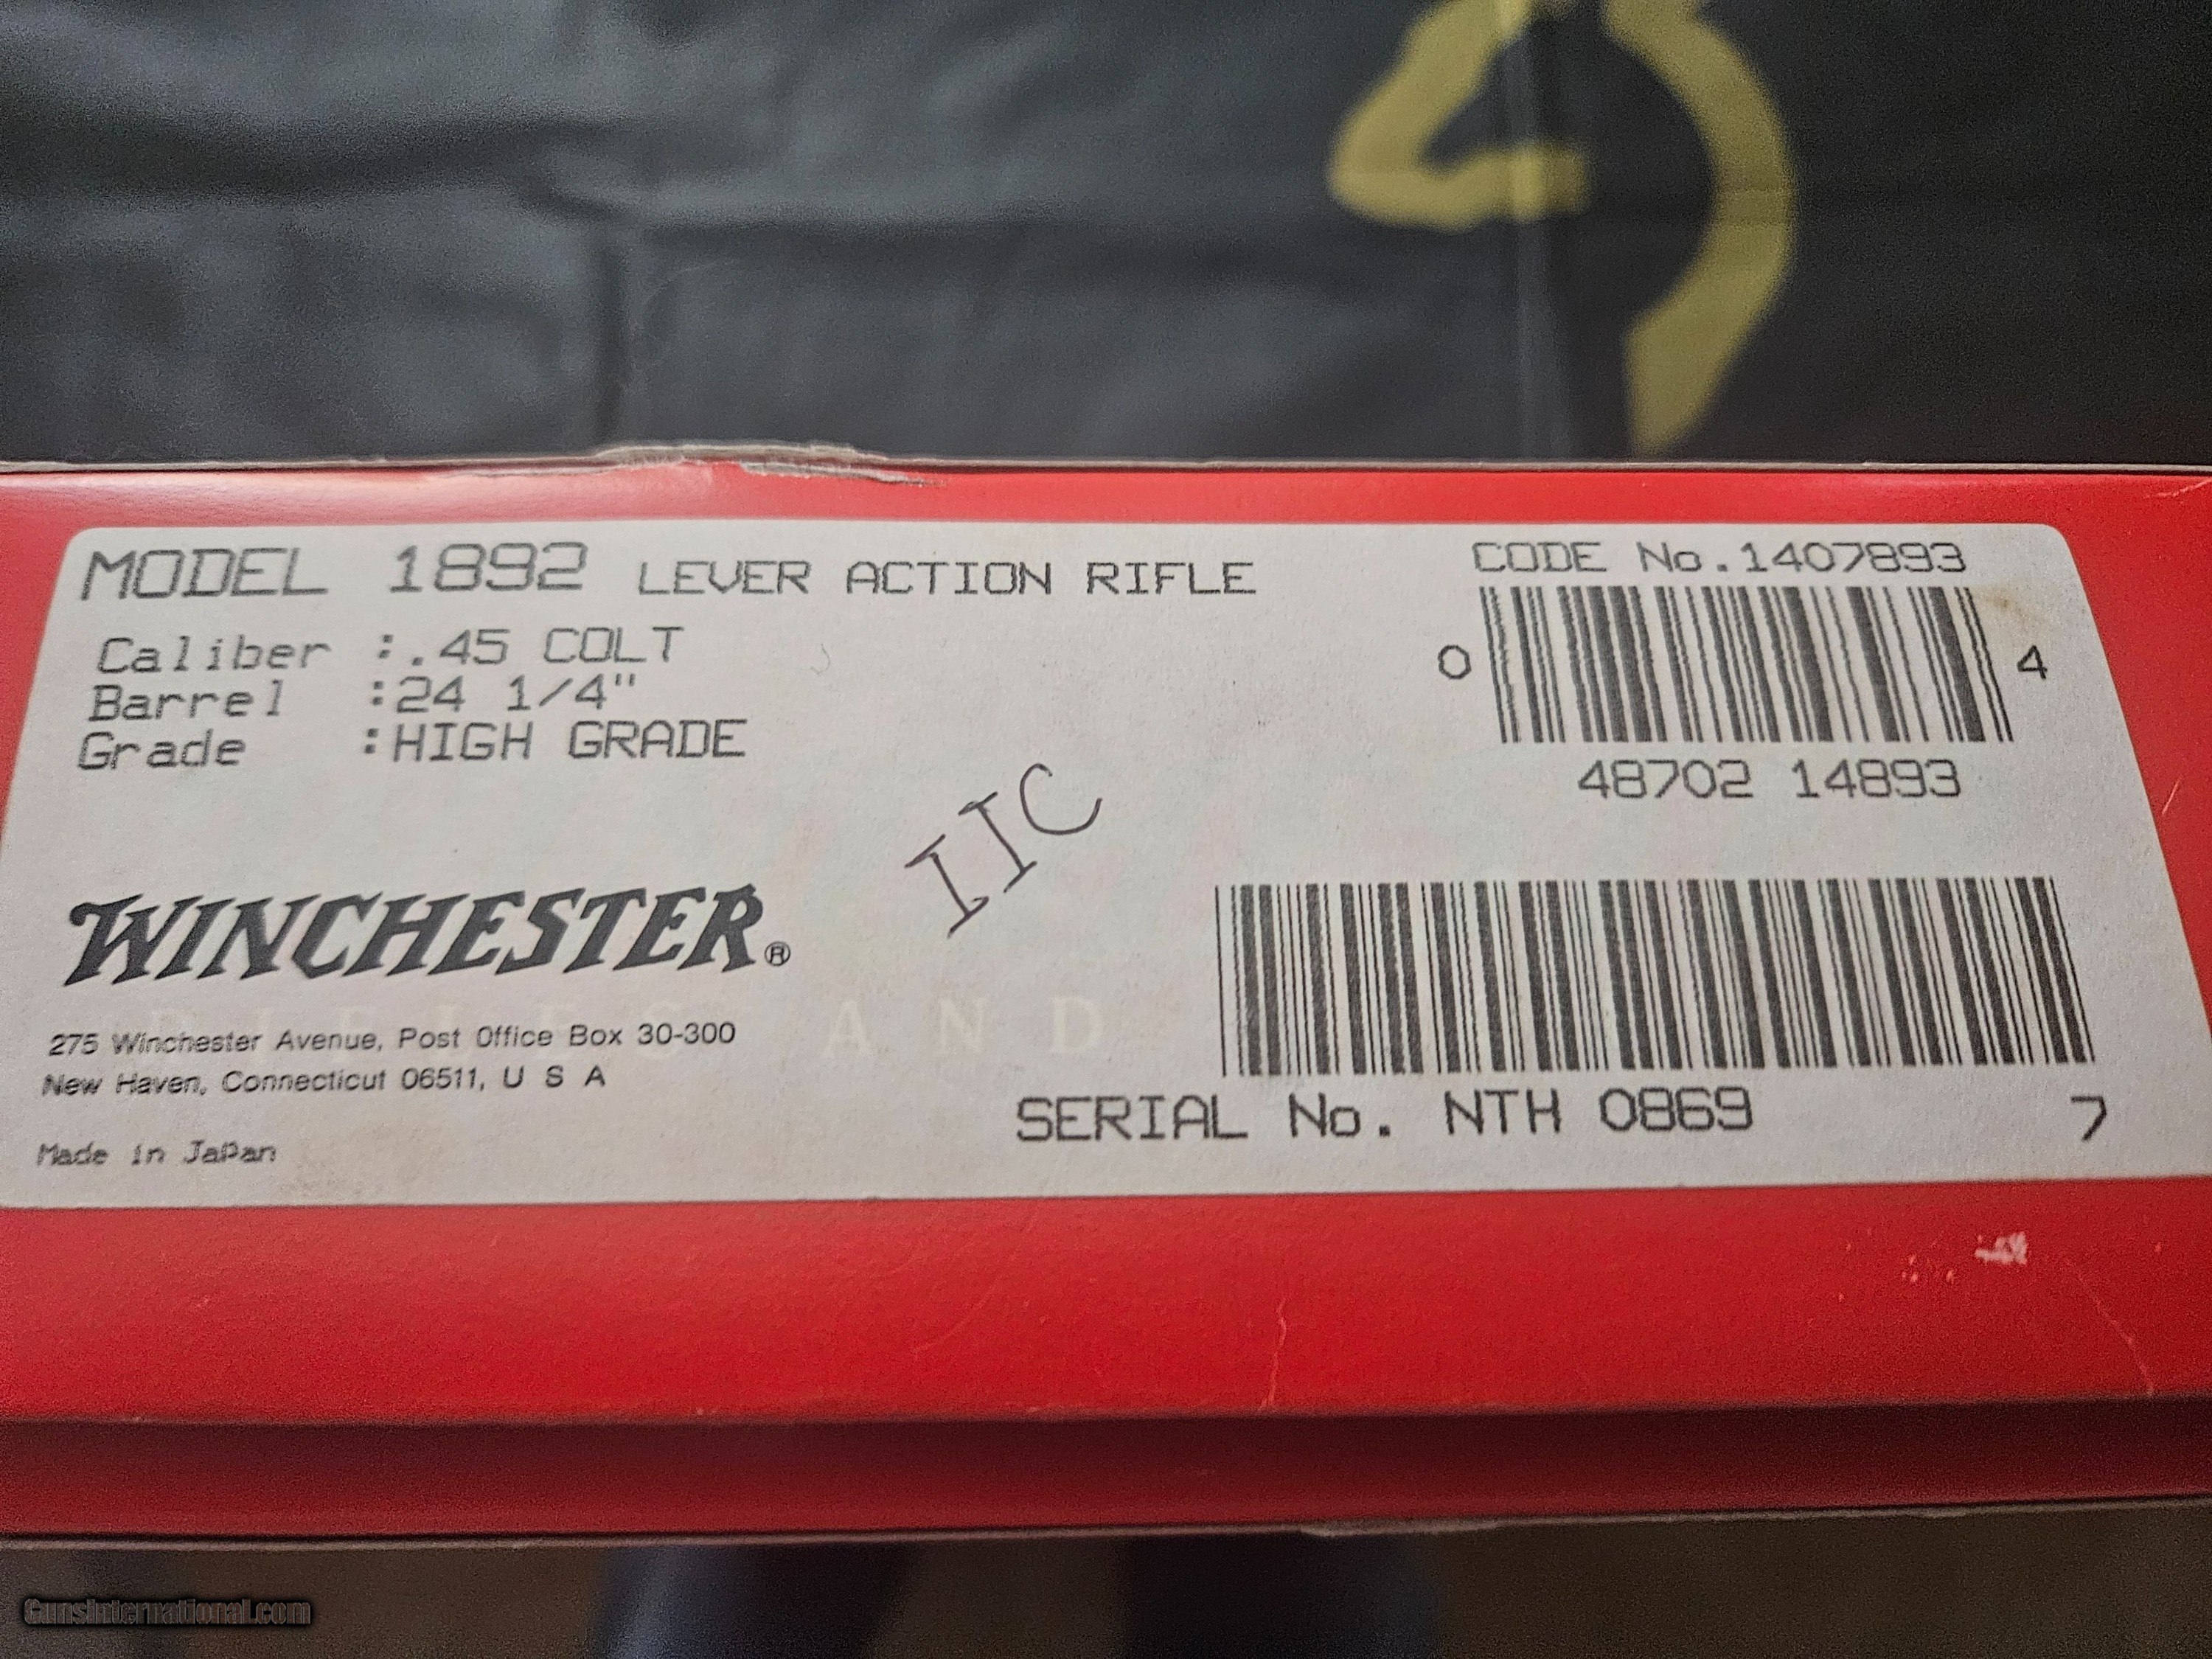 MODEL 1892 LEVER ACTION RIFLE
Caliber :.45 COLT
Barrel :24 1/4"
Grade :HIGH GRADE
CODE No.1407893
0 4
48702 14893
IIC
WINCHESTER®
RIFLES AND
275 Winchester Avenue, Post Office Box 30-300
New Haven, Connecticut 06511, U S A
Made in Japan
SERIAL No. NTH 0869 7
GunsInternational.com